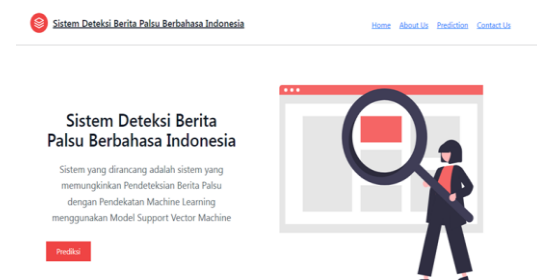 Sistem Deteksi Berita Palsu Berbahasa Indonesia
Home About Us Prediction Contact Us
Sistem Deteksi Berita
Palsu Berbahasa Indonesia
Sistem yang dirancang adalah sistem yang
memungkinkan Pendeteksian Berita Palsu
dengan Pendekatan Machine Learning
menggunakan Model Support Vector Machine
Prediksi